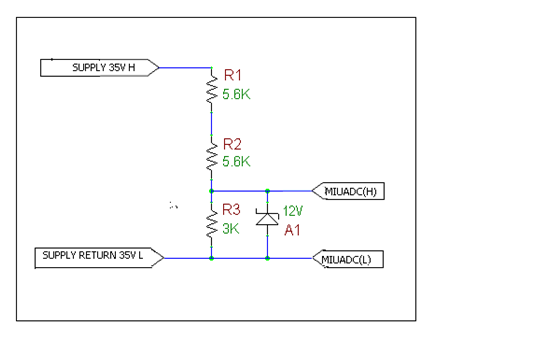 SUPPLY 35V H
R1
5.6K
R2
5.6K
MIUADC(H)
R3
3K
12V
A1
SUPPLY RETURN 35V L
MIUADC(L)